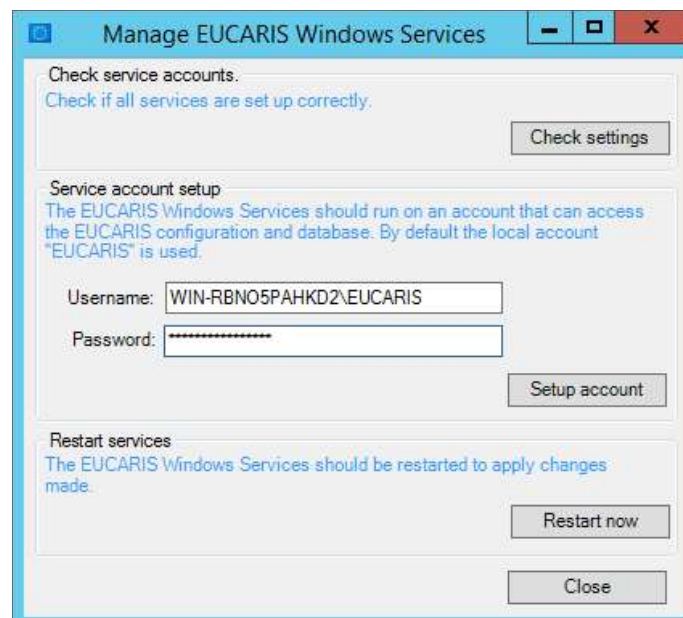 Manage EUCARIS Windows Services
Check service accounts.
Check if all services are set up correctly.
Check settings
Service account setup
The EUCARIS Windows Services should run on an account that can access
the EUCARIS configuration and database. By default the local account
"EUCARIS" is used.
Username: WIN-RBNO5PAHKD2\EUCARIS
Password: ****************
Setup account
Restart services
The EUCARIS Windows Services should be restarted to apply changes
made.
Restart now
Close